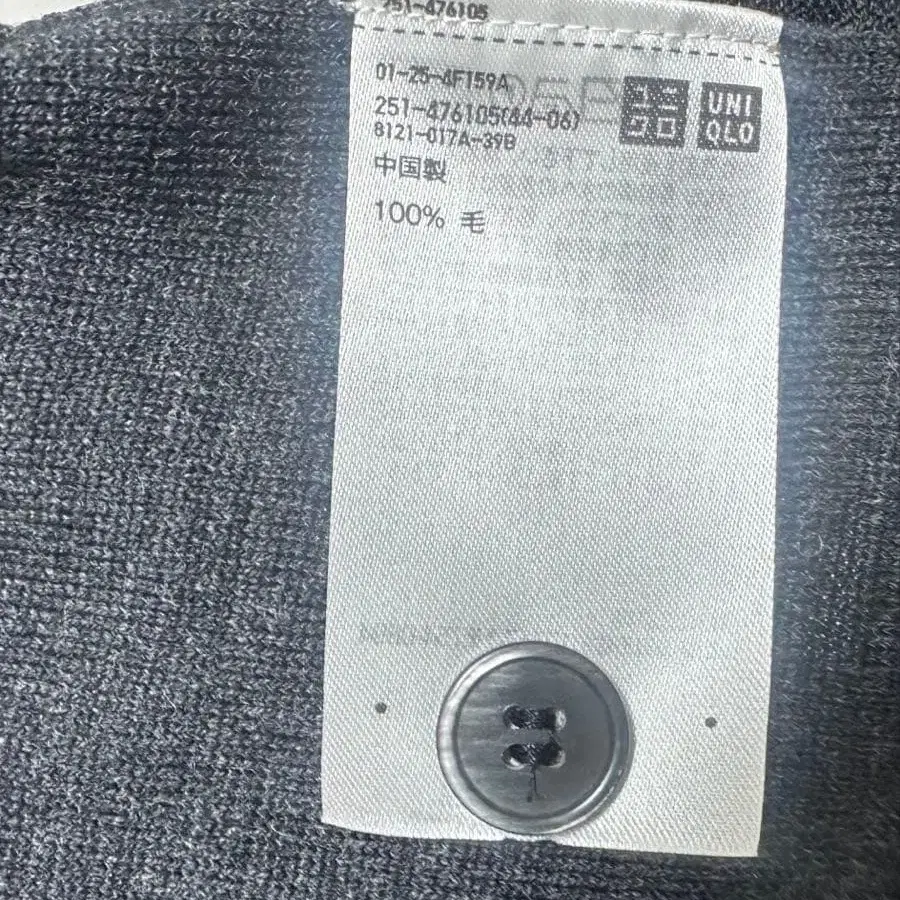 251-476105
01-25-4F159A
251-476105(44-06)
8121-017A-39B
中国製
100% 毛
ユニ
クロ
UNI
QLO